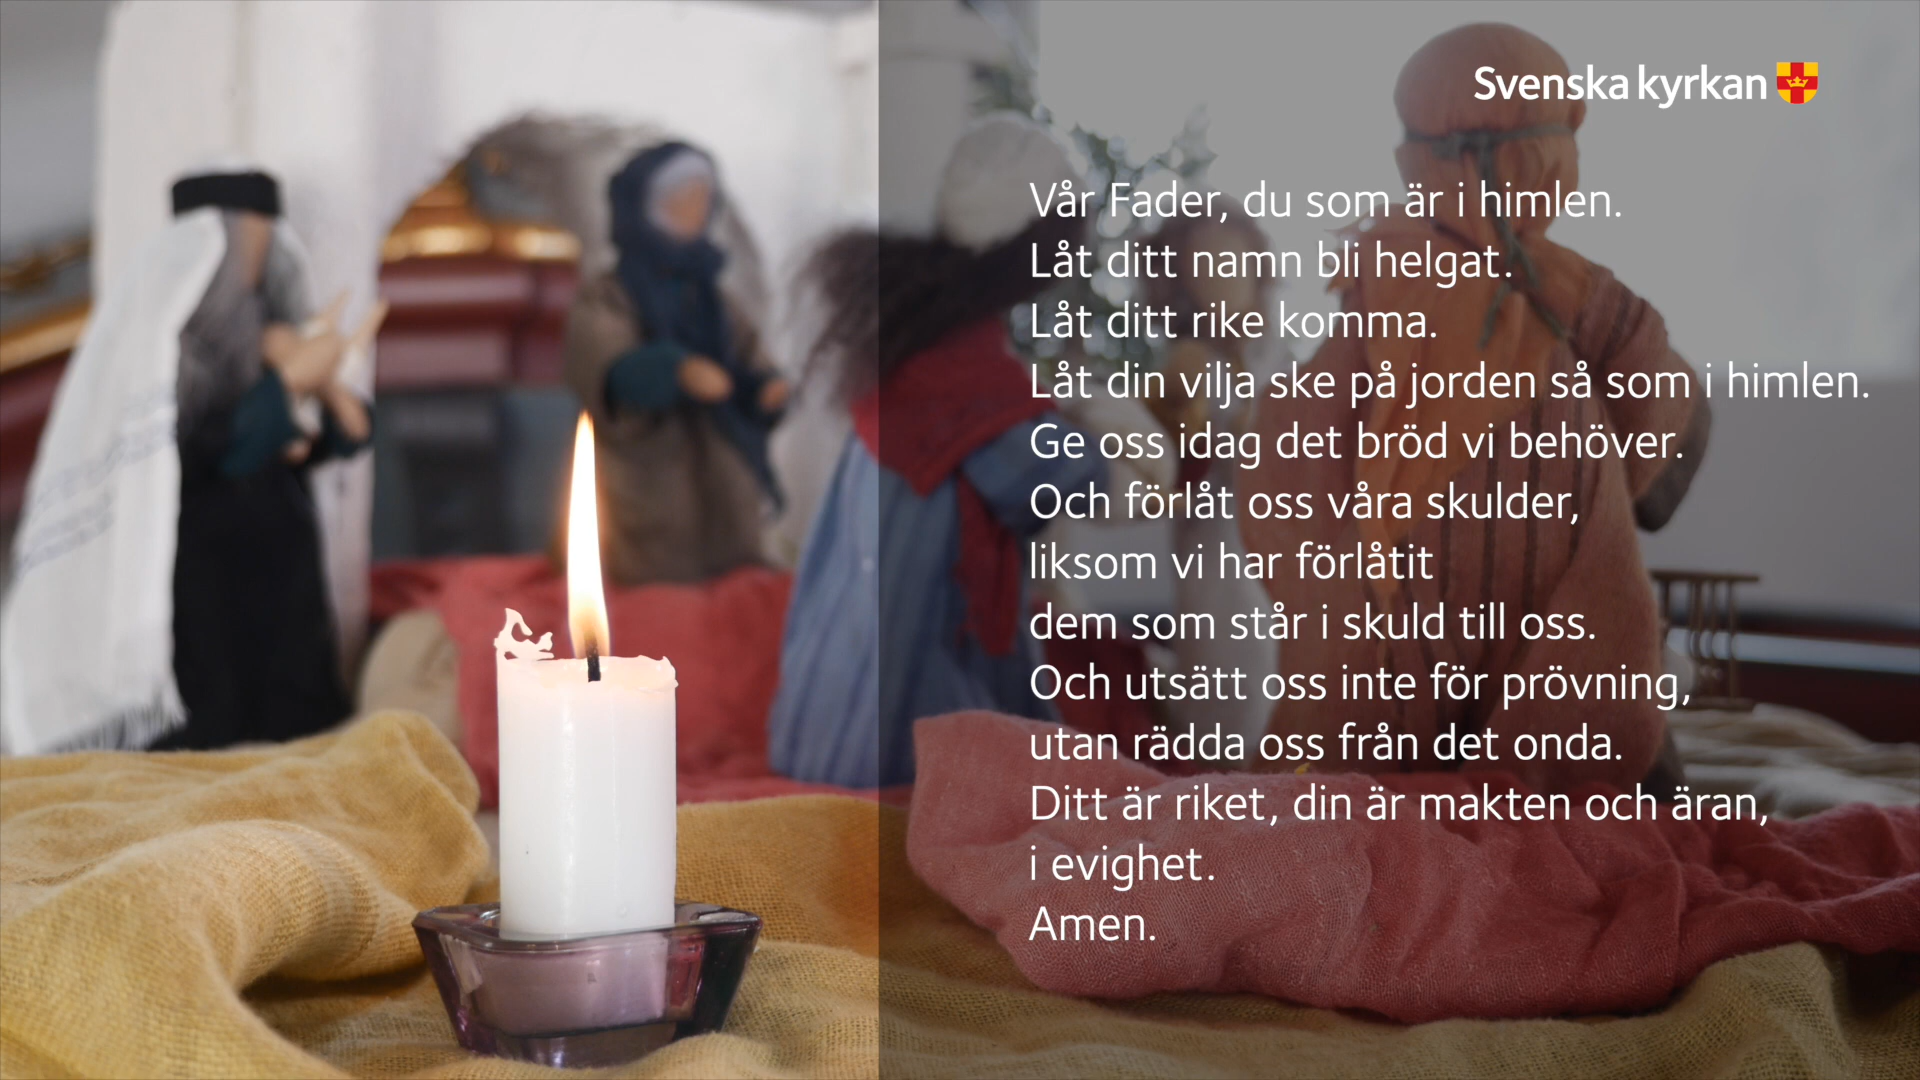 Svenska kyrkan
Vår Fader, du som är i himlen.
Låt ditt namn bli helgat.
Låt ditt rike komma.
Låt din vilja ske på jorden så som i himlen.
Ge oss idag det bröd vi behöver.
Och förlåt oss våra skulder,
liksom vi har förlåtit
dem som står i skuld till oss.
Och utsätt oss inte för prövning,
utan rädda oss från det onda.
Ditt är riket, din är makten och äran,
i evighet.
Amen.